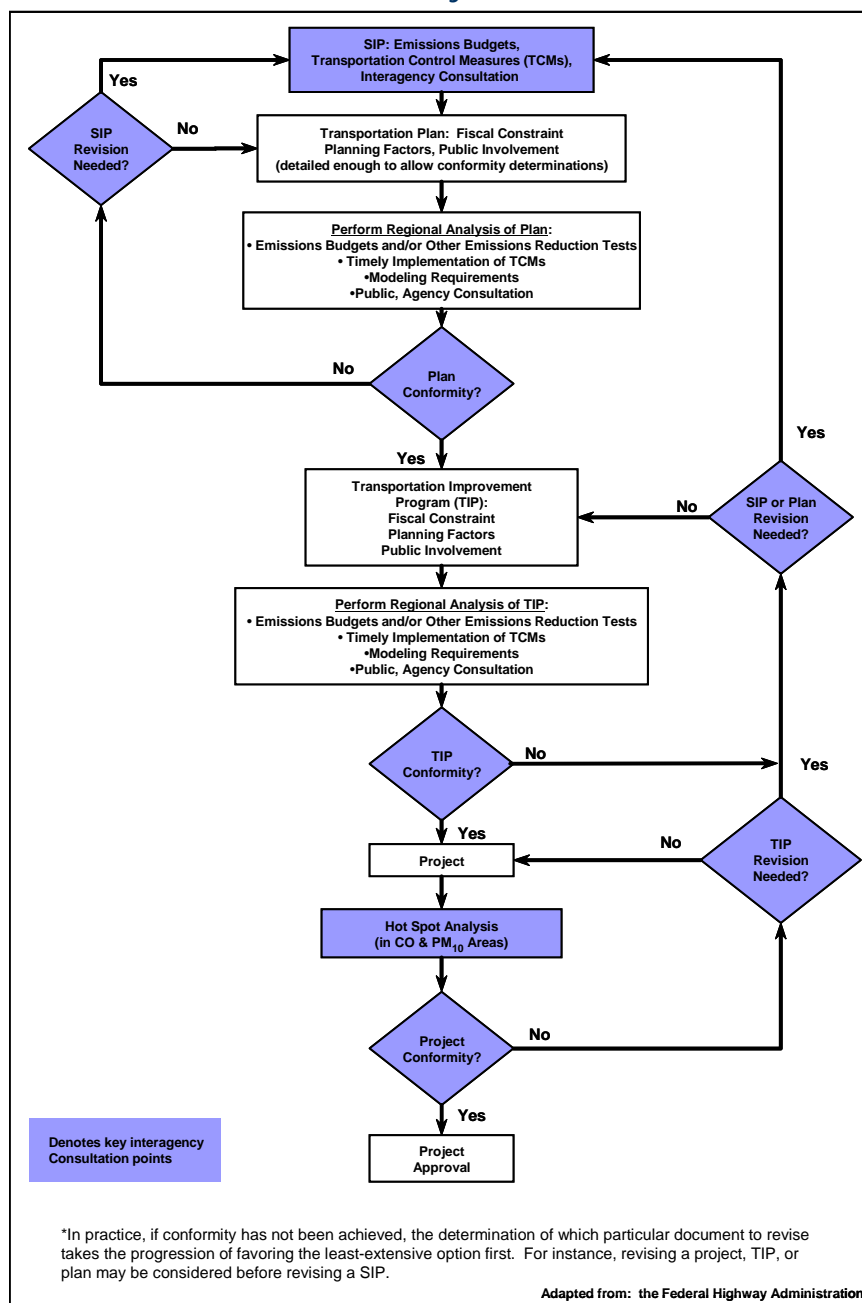 SIP: Emissions Budgets,
Transportation Control Measures (TCMs),
Interagency Consultation
Yes
No
SIP
Revision
Needed?
Transportation Plan: Fiscal Constraint
Planning Factors, Public Involvement
(detailed enough to allow conformity determinations)
Perform Regional Analysis of Plan:
• Emissions Budgets and/or Other Emissions Reduction Tests
• Timely Implementation of TCMs
•Modeling Requirements
•Public, Agency Consultation
No
Plan
Conformity?
Yes
Yes
Transportation Improvement
Program (TIP):
Fiscal Constraint
Planning Factors
Public Involvement
No
SIP or Plan
Revision
Needed?
Perform Regional Analysis of TIP:
• Emissions Budgets and/or Other Emissions Reduction Tests
• Timely Implementation of TCMs
•Modeling Requirements
•Public, Agency Consultation
TIP
Conformity?
No
Yes
Yes
No
TIP
Revision
Needed?
Project
Hot Spot Analysis
(in CO & PM10 Areas)
Project
Conformity?
No
Yes
Project
Approval
Denotes key interagency
Consultation points
*In practice, if conformity has not been achieved, the determination of which particular document to revise
takes the progression of favoring the least-extensive option first. For instance, revising a project, TIP, or
plan may be considered before revising a SIP.
Adapted from: the Federal Highway Administration